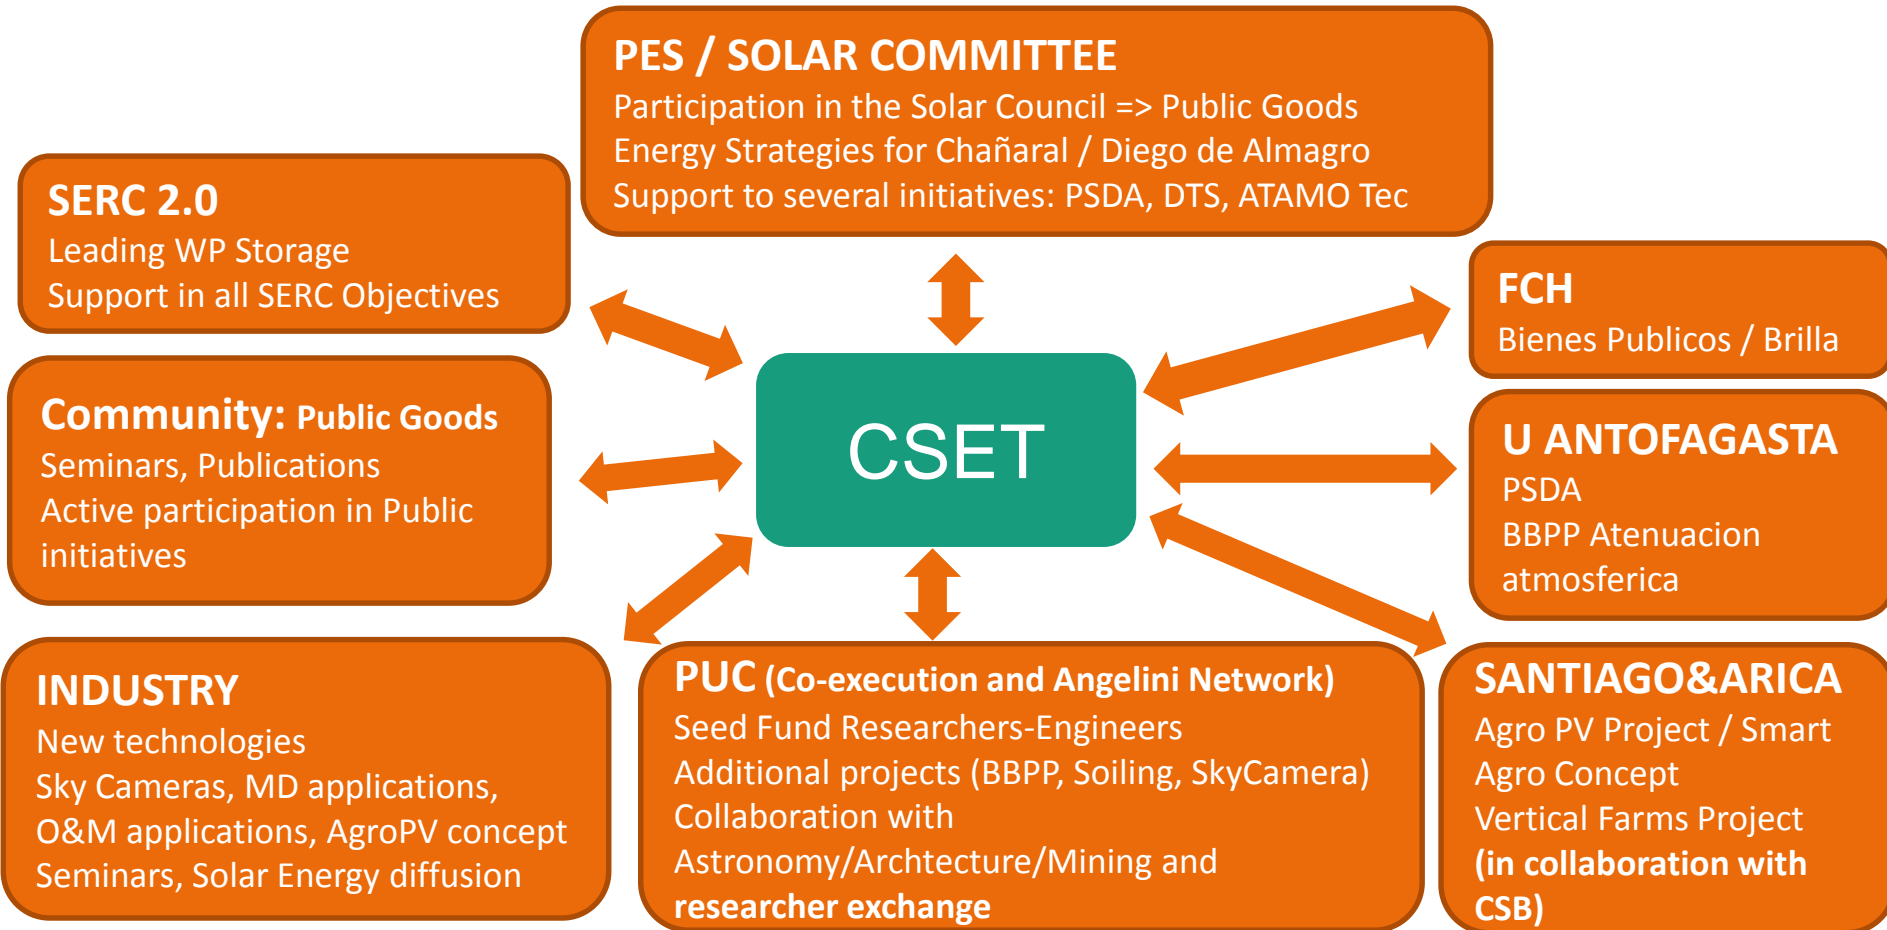 PES / SOLAR COMMITTEE
Participation in the Solar Council => Public Goods
Energy Strategies for Chañaral / Diego de Almagro
Support to several initiatives: PSDA, DTS, ATAMO Tec
SERC 2.0
Leading WP Storage
Support in all SERC Objectives
FCH
Bienes Publicos / Brilla
Community: Public Goods
Seminars, Publications
Active participation in Public
initiatives
CSET
U ANTOFAGASTA
PSDA
BBPP Atenuacion
atmosferica
INDUSTRY
New technologies
Sky Cameras, MD applications,
O&M applications, AgroPV concept
Seminars, Solar Energy diffusion
PUC (Co-execution and Angelini Network)
Seed Fund Researchers-Engineers
Additional projects (BBPP, Soiling, SkyCamera)
Collaboration with
Astronomy/Archtecture/Mining and
researcher exchange
SANTIAGO&ARICA
Agro PV Project / Smart
Agro Concept
Vertical Farms Project
(in collaboration with
CSB)